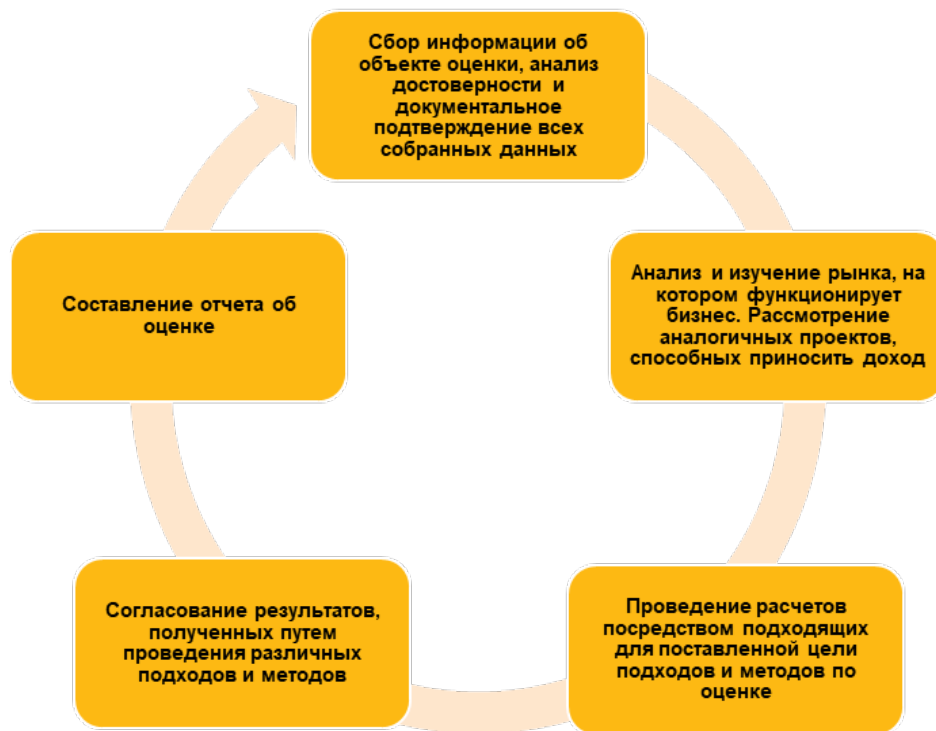 Сбор информации об
объекте оценки, анализ
достоверности и
документальное
подтверждение всех
собранных данных
Анализ и изучение рынка, на
котором функционирует
бизнес. Рассмотрение
аналогичных проектов,
способных приносить доход
Проведение расчетов
посредством подходящих
для поставленной цели
подходов и методов по
оценке
Согласование результатов,
полученных путем
проведения различных
подходов и методов
Составление отчета об
оценке